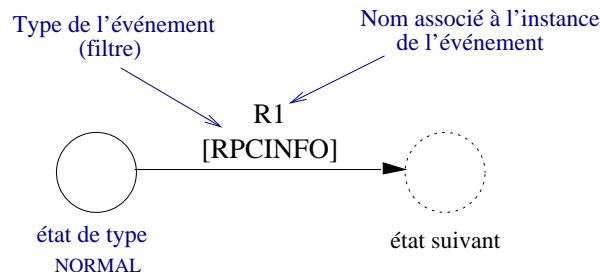 Type de l'événement
(filtre)
Nom associé à l'instance
de l'événement
R1
[RPCINFO]
état de type
NORMAL
état suivant